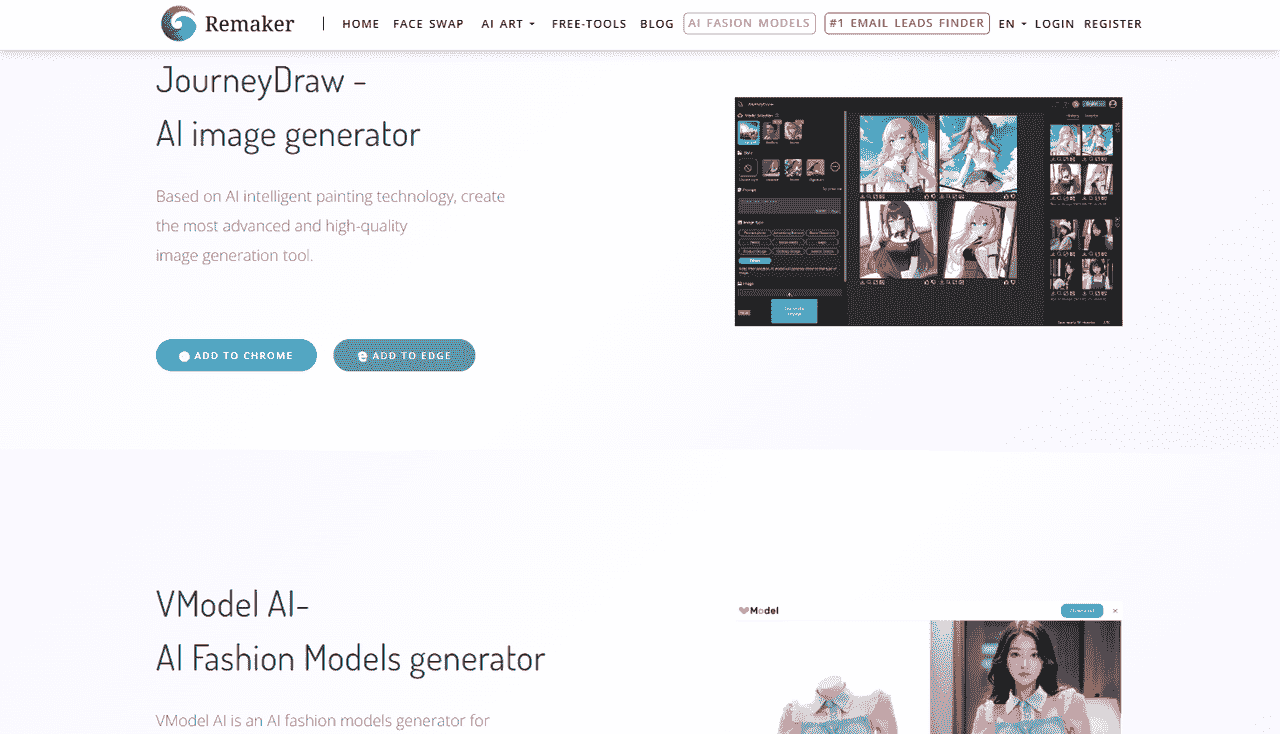 Remaker
HOME FACE SWAP AI ART FREE-TOOLS BLOG AI FASION MODELS #1 EMAIL LEADS FINDER EN LOGIN REGISTER
JourneyDraw -
AI image generator
Based on AI intelligent painting technology, create
the most advanced and high-quality
image generation tool.
ADD TO CHROME ADD TO EDGE
VModel AI-
AI Fashion Models generator
VModel AI is an AI fashion models generator for
Model